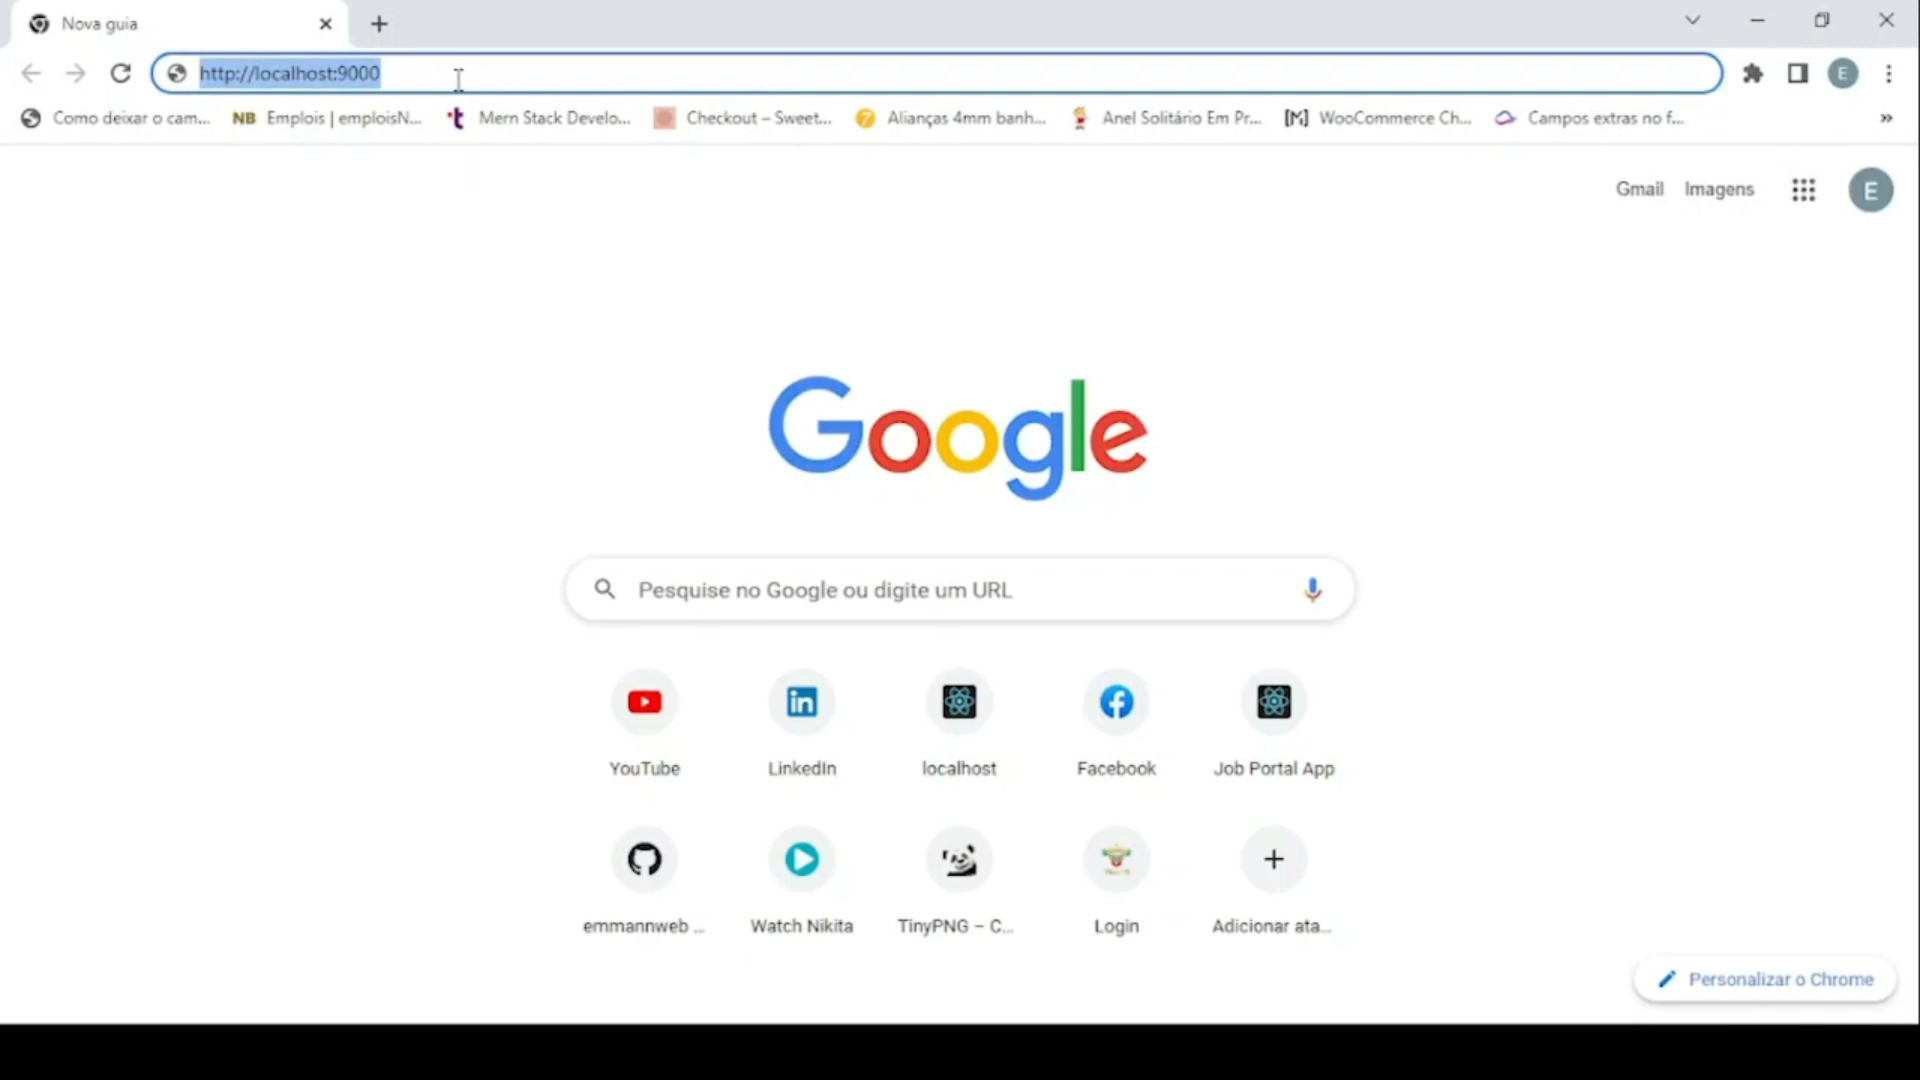 Nova guia
http://localhost:9000
Como deixar o cam... NB Emplois | emploisN... Mern Stack Develo... Checkout – Sweet... Alianças 4mm banh... Anel Solitário Em Pr... [M] WooCommerce Ch... Campos extras no f... »
E
Gmail Imagens E
Google
Pesquise no Google ou digite um URL
YouTube LinkedIn localhost Facebook Job Portal App
emmannweb ... Watch Nikita TinyPNG – C... Login Adicionar ata...
Personalizar o Chrome